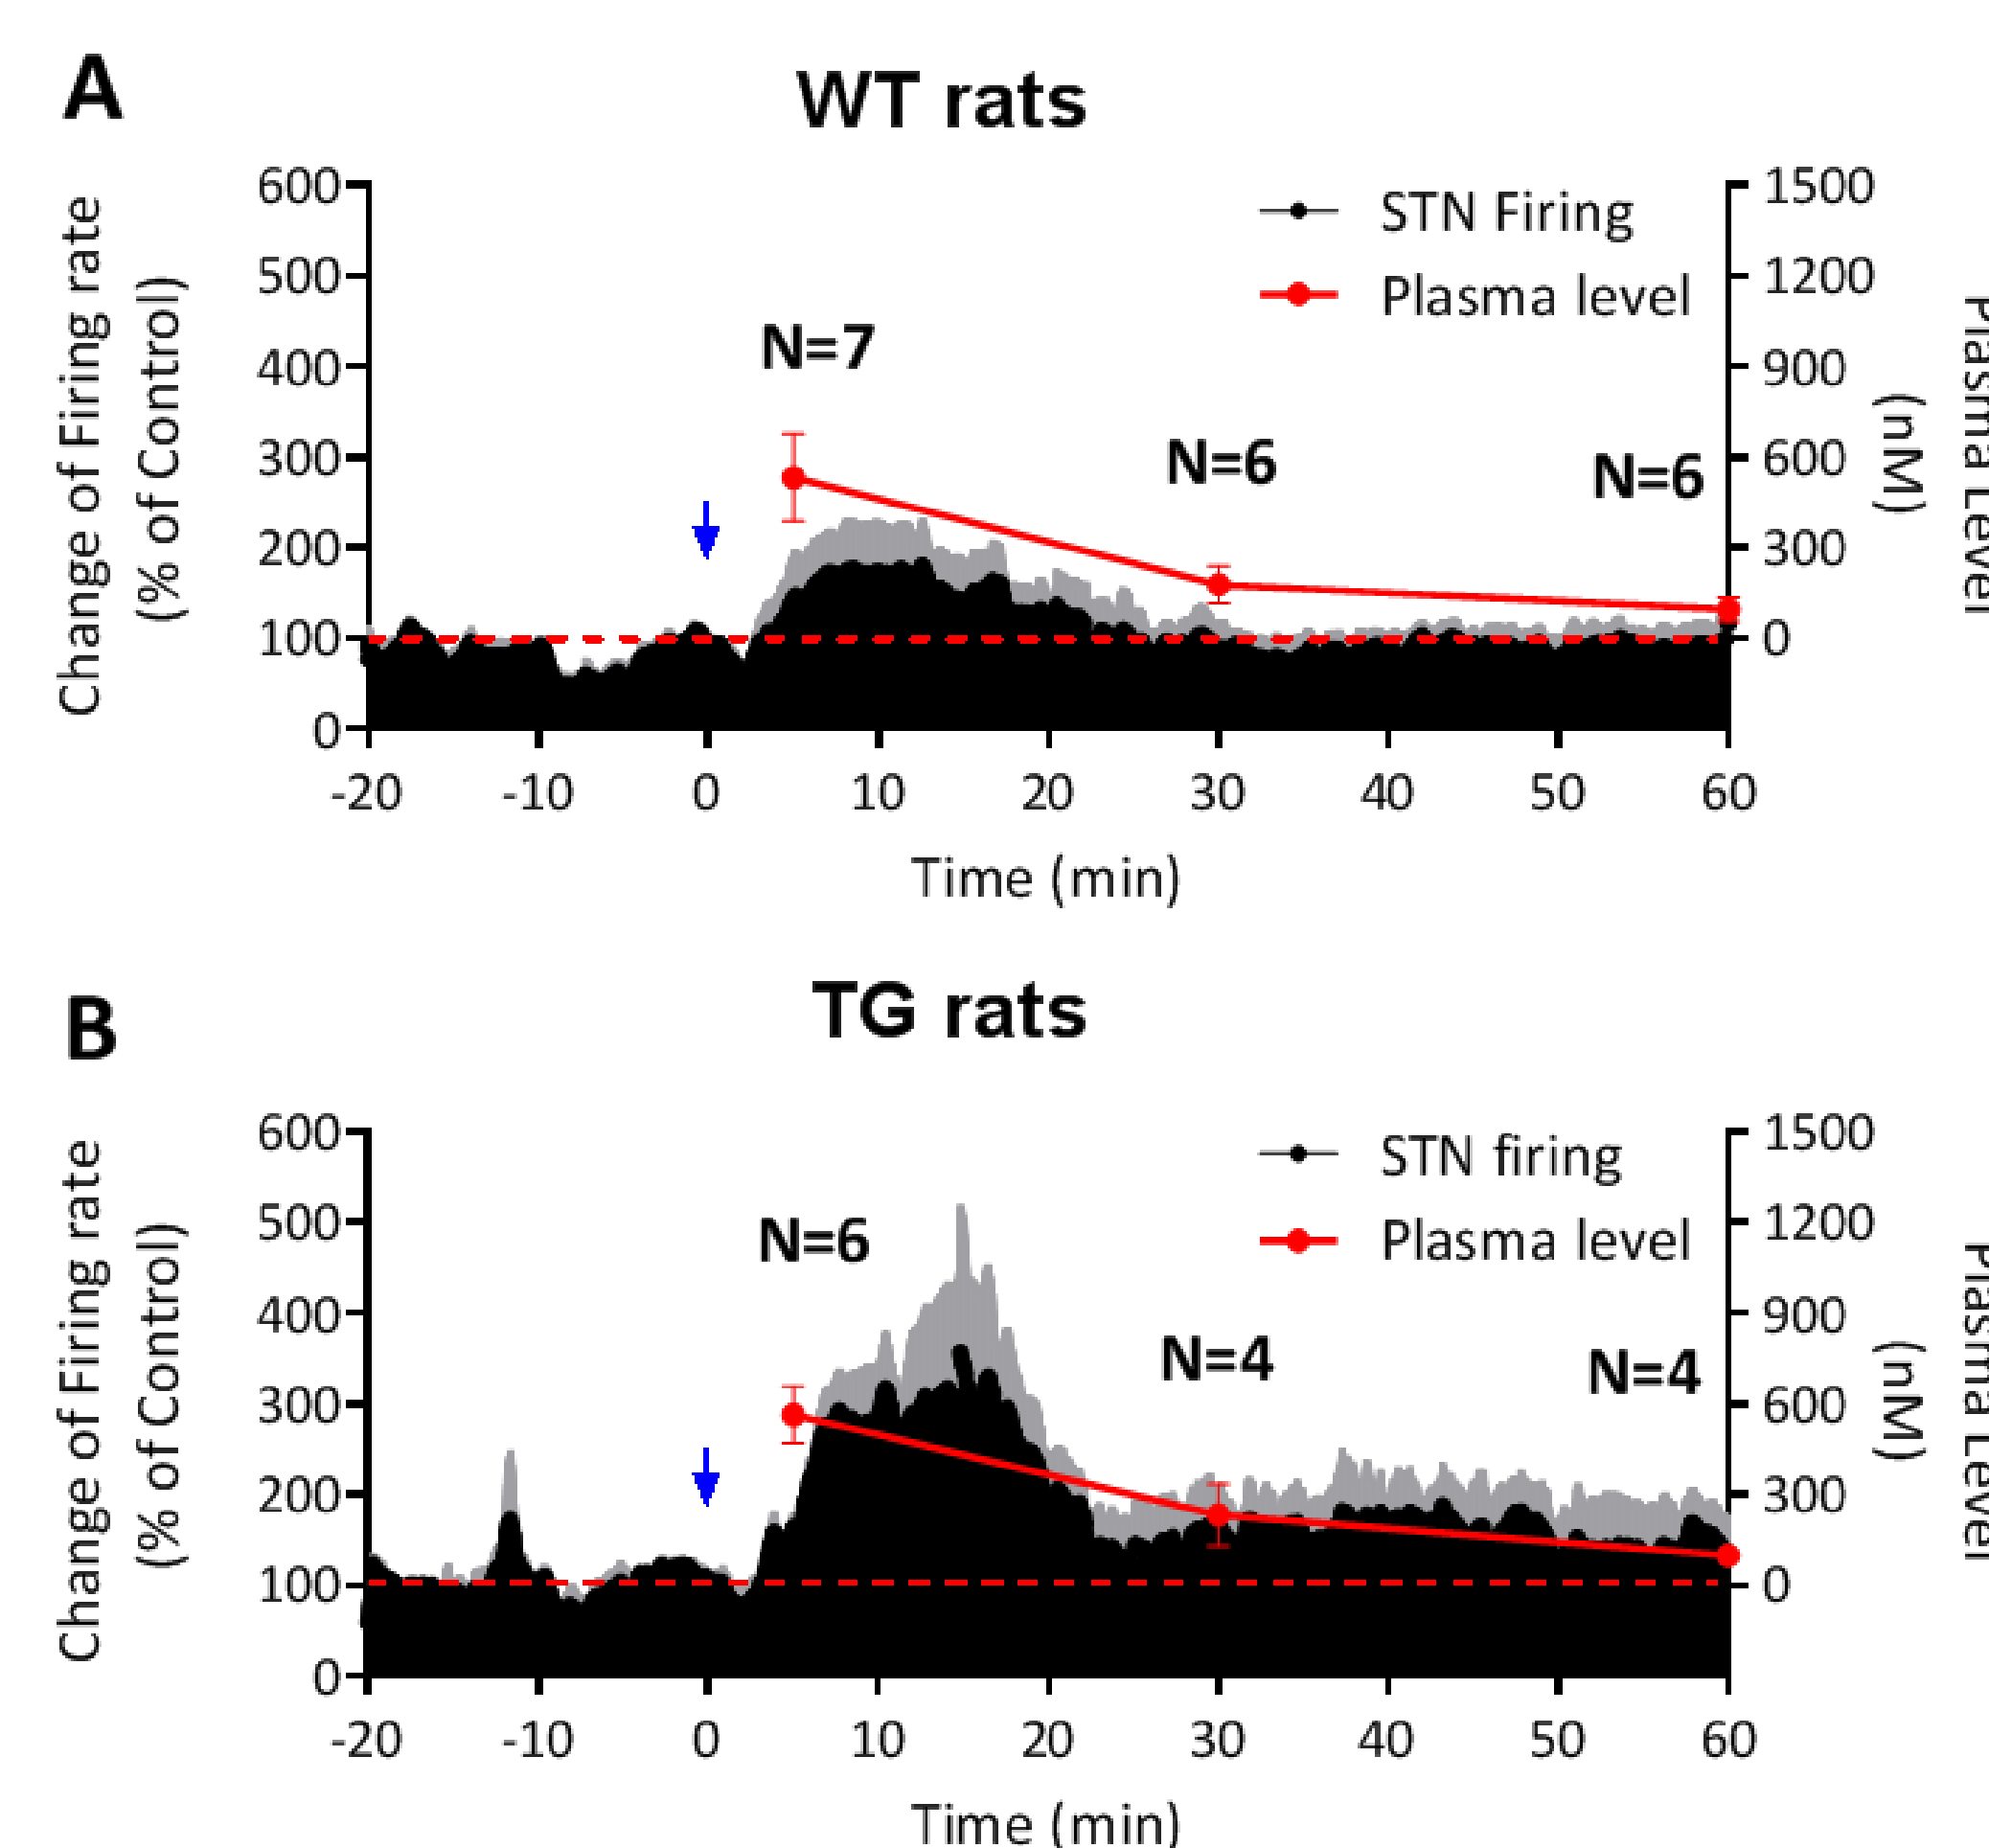 A
WT rats
Change of Firing rate
(% of Control)
600
500
400
300
200
100
0
STN Firing
Plasma level
N=7
N=6
N=6
1500
1200
900
600
300
0
Plasma Level
(nM)
-20 -10 0 10 20 30 40 50 60
Time (min)
B
TG rats
Change of Firing rate
(% of Control)
600
500
400
300
200
100
0
STN firing
Plasma level
N=6
N=4
N=4
1500
1200
900
600
300
0
Plasma Level
(nM)
-20 -10 0 10 20 30 40 50 60
Time (min)